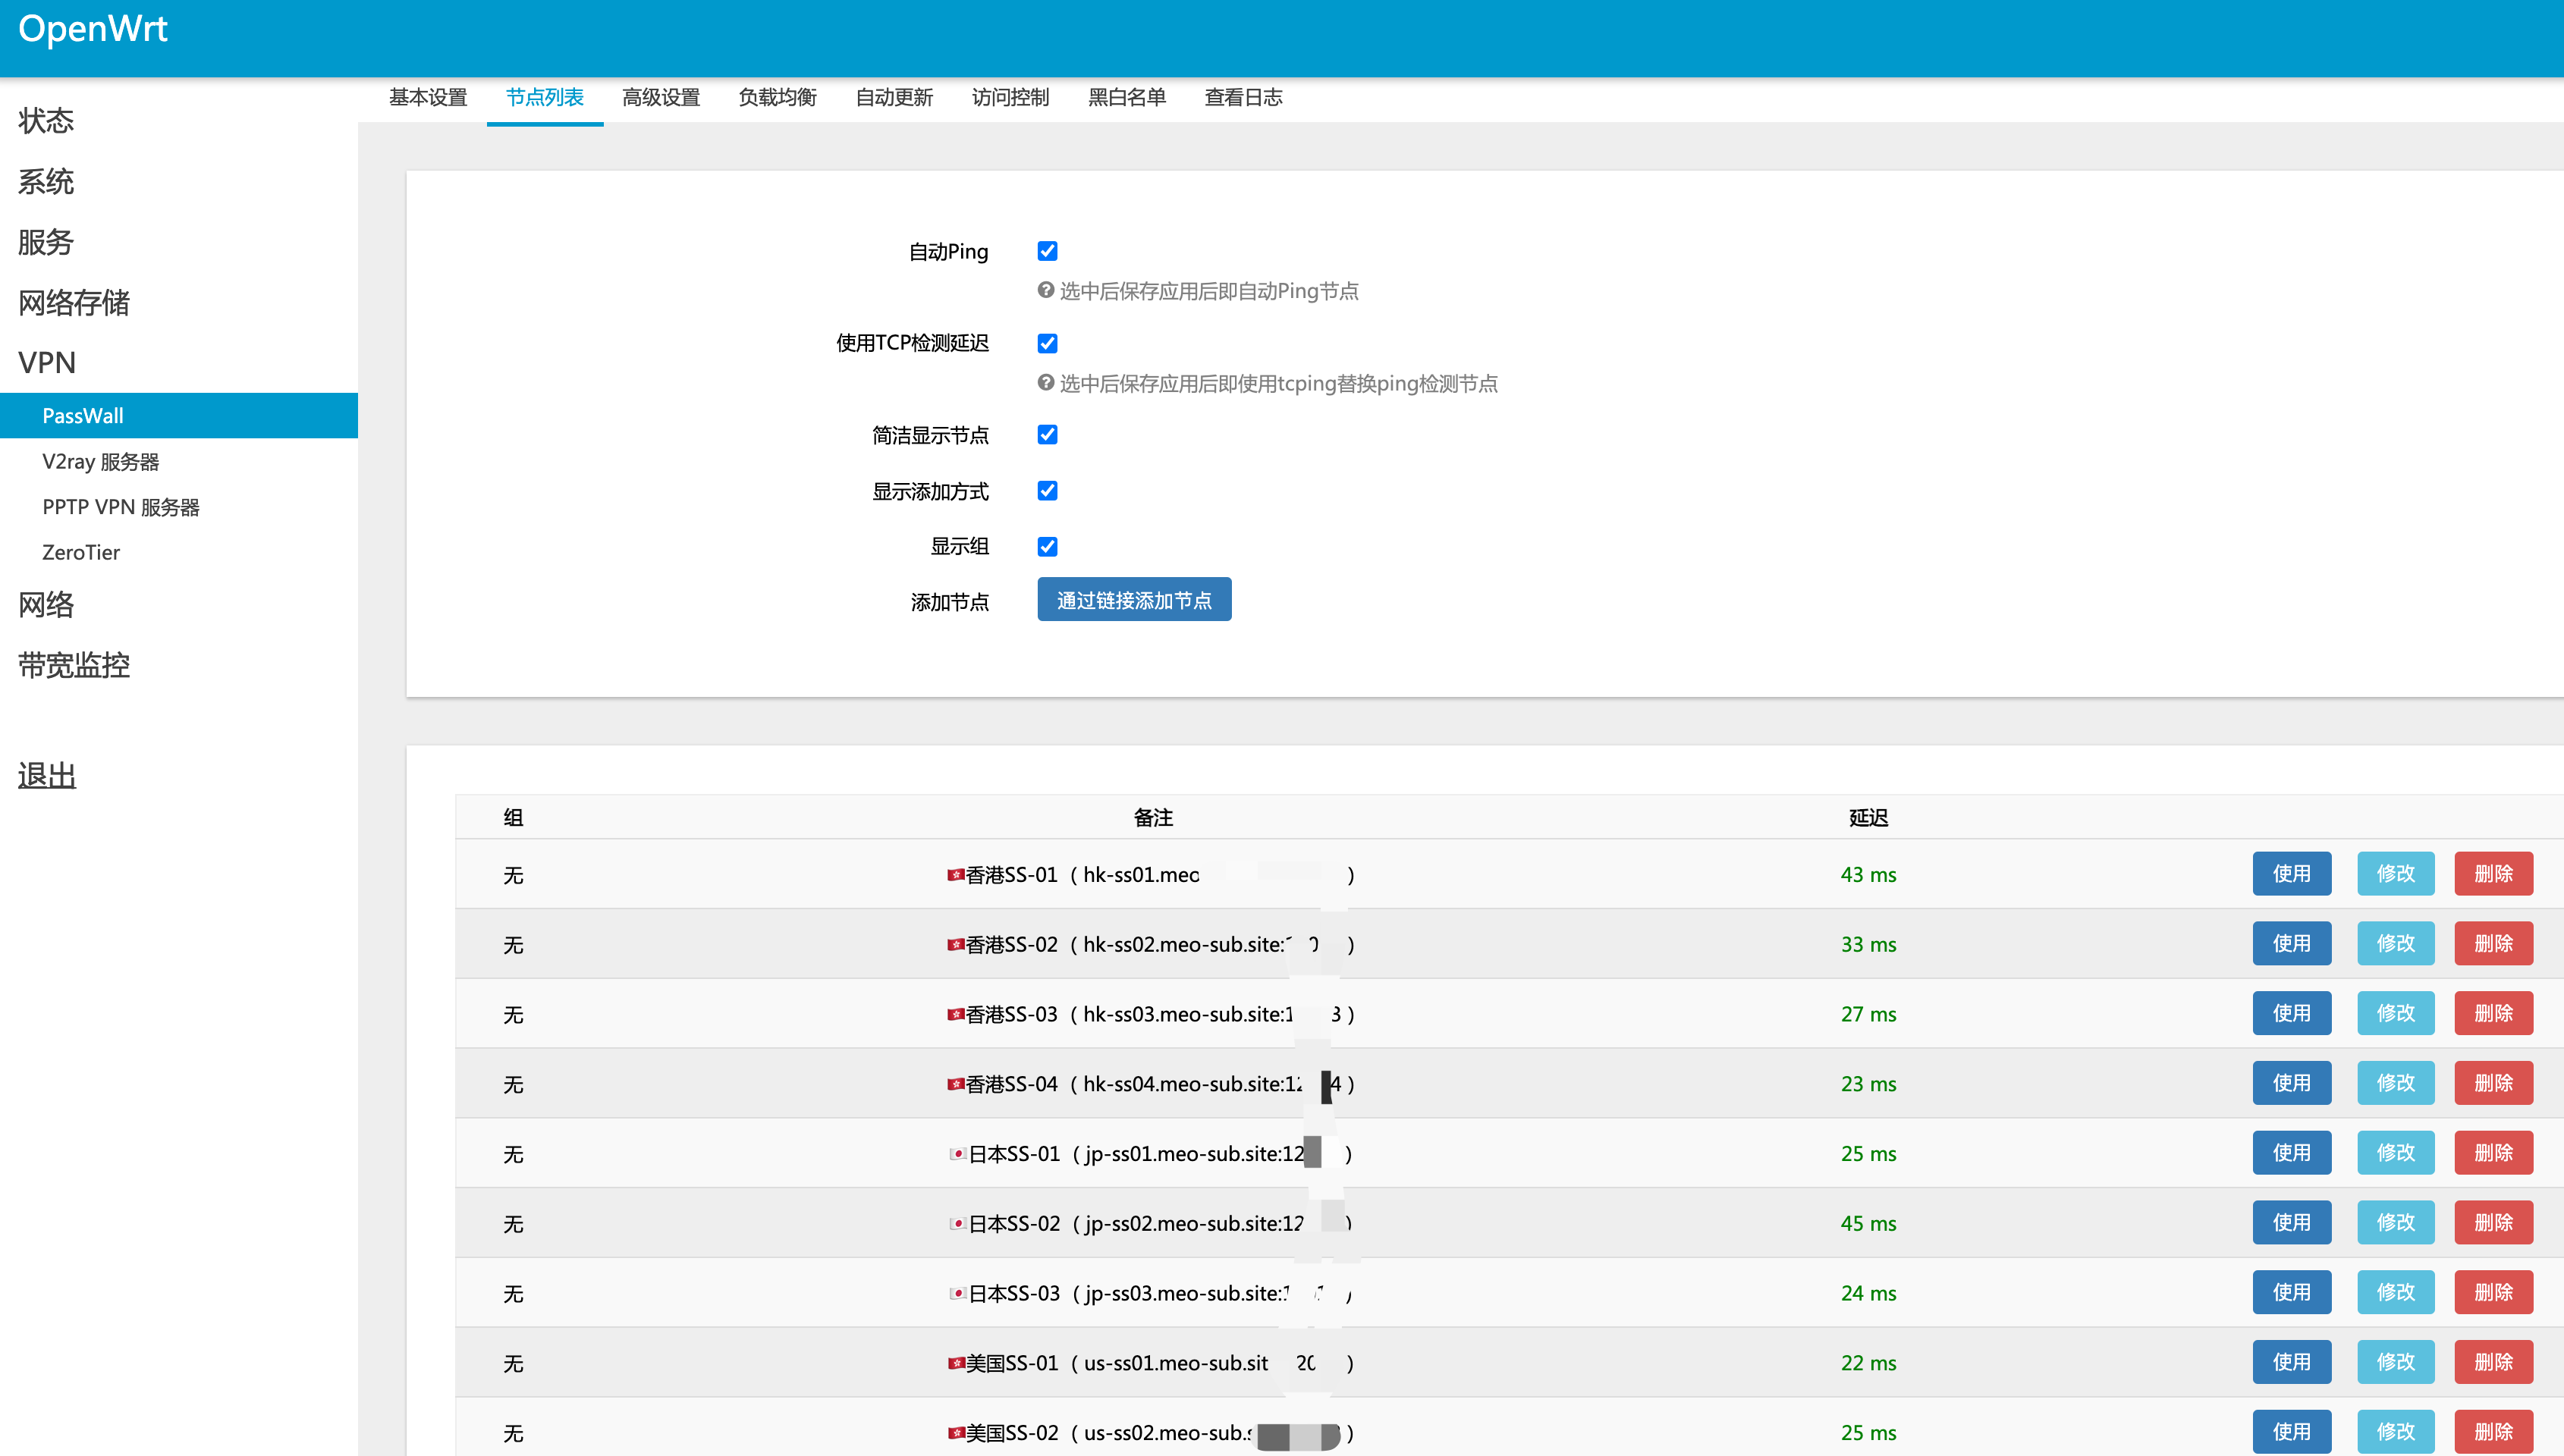 OpenWrt
状态
系统
服务
网络存储
VPN
PassWall
V2ray 服务器
PPTP VPN 服务器
ZeroTier
网络
带宽监控
退出
基本设置 节点列表 高级设置 负载均衡 自动更新 访问控制 黑白名单 查看日志
自动Ping
选中后保存应用后即自动Ping节点
使用TCP检测延迟
选中后保存应用后即使用tcping替换ping检测节点
简洁显示节点
显示添加方式
显示组
添加节点 通过链接添加节点
组 备注 延迟
无 香港SS-01 ( hk-ss01.meo ) 43 ms 使用 修改 删除
无 香港SS-02 ( hk-ss02.meo-sub.site: ) 33 ms 使用 修改 删除
无 香港SS-03 ( hk-ss03.meo-sub.site:1 3 ) 27 ms 使用 修改 删除
无 香港SS-04 ( hk-ss04.meo-sub.site:12 4 ) 23 ms 使用 修改 删除
无 日本SS-01 ( jp-ss01.meo-sub.site:12 ) 25 ms 使用 修改 删除
无 日本SS-02 ( jp-ss02.meo-sub.site:12 ) 45 ms 使用 修改 删除
无 日本SS-03 ( jp-ss03.meo-sub.site:1 ) 24 ms 使用 修改 删除
无 美国SS-01 ( us-ss01.meo-sub.sit 20 ) 22 ms 使用 修改 删除
无 美国SS-02 ( us-ss02.meo-sub. ) 25 ms 使用 修改 删除